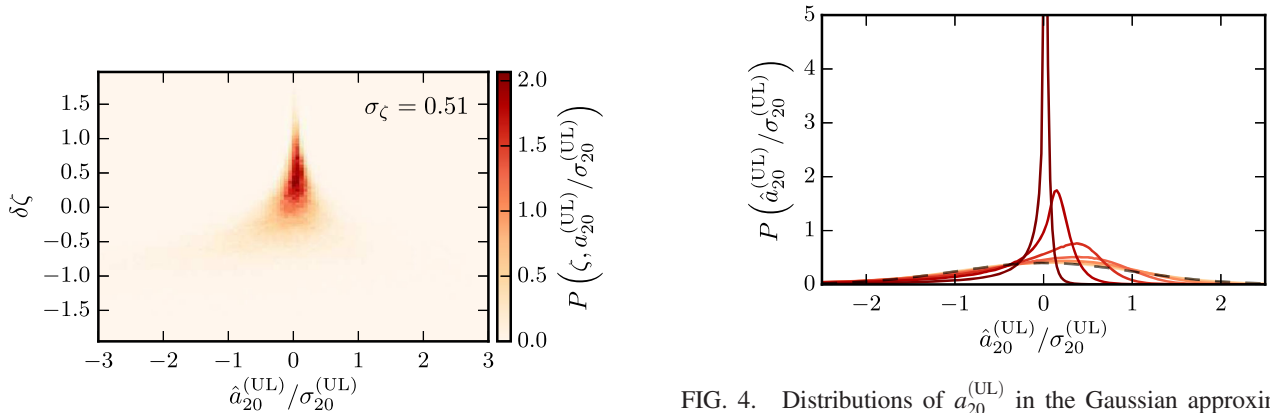 σ_ζ = 0.51
1.5
1.0
0.5
0.0
−0.5
−1.0
−1.5
δζ
−3 −2 −1 0 1 2 3
â_20^(UL)/σ_20^(UL)
2.0
1.5
1.0
0.5
0.0
P(ζ, a_20^(UL)/σ_20^(UL))
5
4
3
2
1
0
P(â_20^(UL)/σ_20^(UL))
−2 −1 0 1 2
â_20^(UL)/σ_20^(UL)
FIG. 4. Distributions of a_20^(UL) in the Gaussian approxin